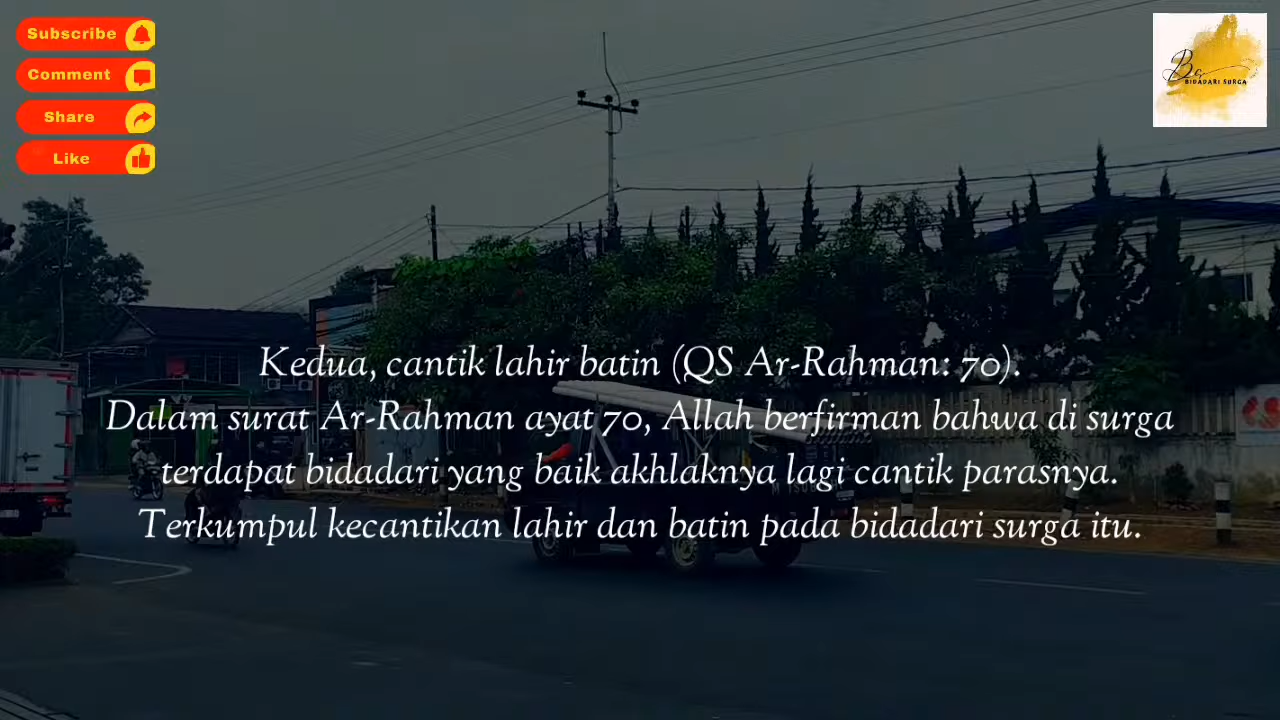 Subscribe
Comment
Share
Like
BIDADARI SURGA
Kedua, cantik lahir batin (QS Ar-Rahman: 70).
Dalam surat Ar-Rahman ayat 70, Allah berfirman bahwa di surga
terdapat bidadari yang baik akhlaknya lagi cantik parasnya.
Terkumpul kecantikan lahir dan batin pada bidadari surga itu.